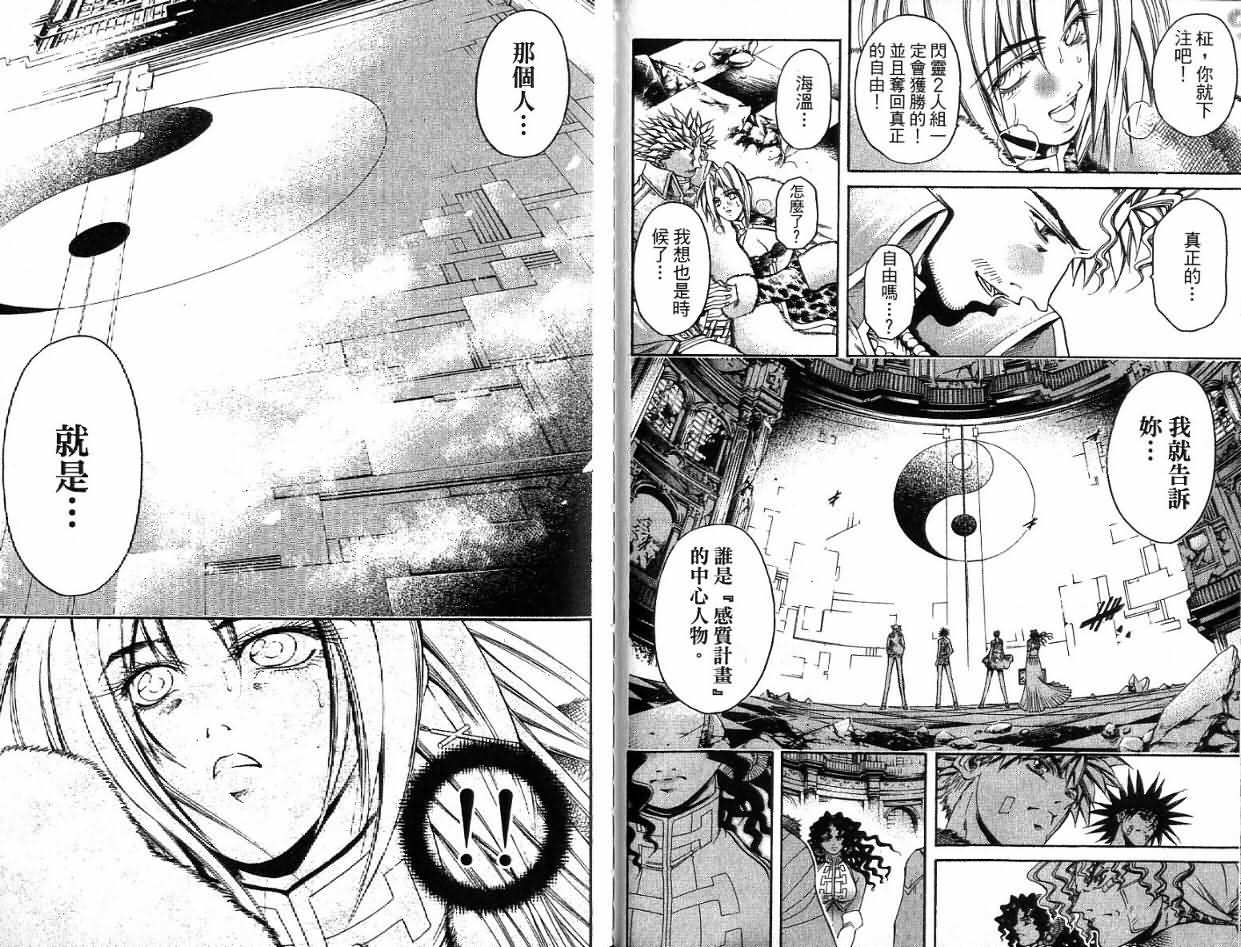 柾，你就下
注吧！
閃靈２人組一
定會獲勝的！
並且奪回真正
的自由！
真正的…
自由嗎…？
海溫…
怎麼了？
我想也是時
候了…
我就告訴
妳…
誰是『感質計畫』
的中心人物。
那個人…
就是…
！！